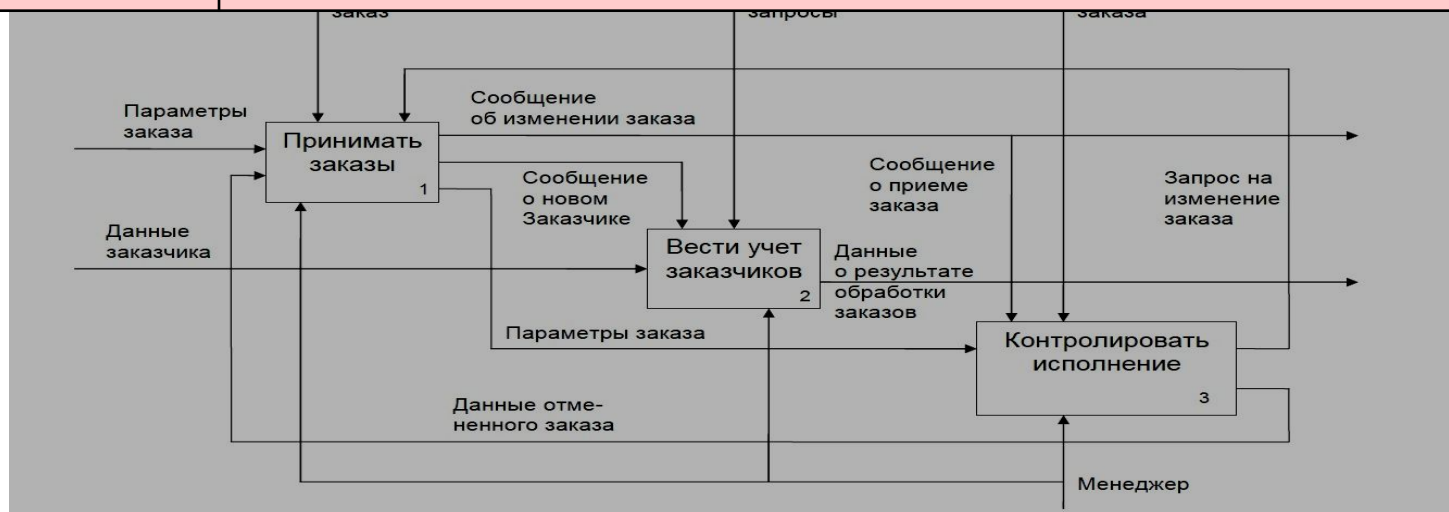 заказ
запросы
заказа
Параметры
заказа
Сообщение
об изменении заказа
Принимать
заказы
1
Сообщение
о новом
Заказчике
Сообщение
о приеме
заказа
Запрос на
изменение
заказа
Данные
заказчика
Вести учет
заказчиков
2
Данные
о результате
обработки
заказов
Параметры заказа
Контролировать
исполнение
3
Данные отме-
ненного заказа
Менеджер